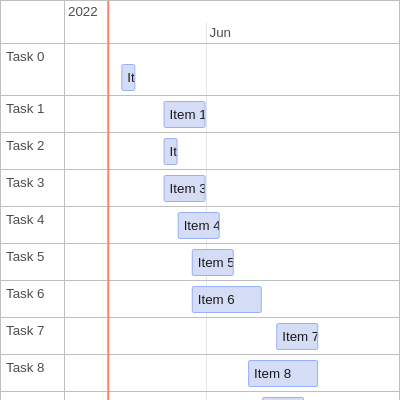 2022
Jun
Task 0
It
Task 1
Item 1
Task 2
It
Task 3
Item 3
Task 4
Item 4
Task 5
Item 5
Task 6
Item 6
Task 7
Item 7
Task 8
Item 8